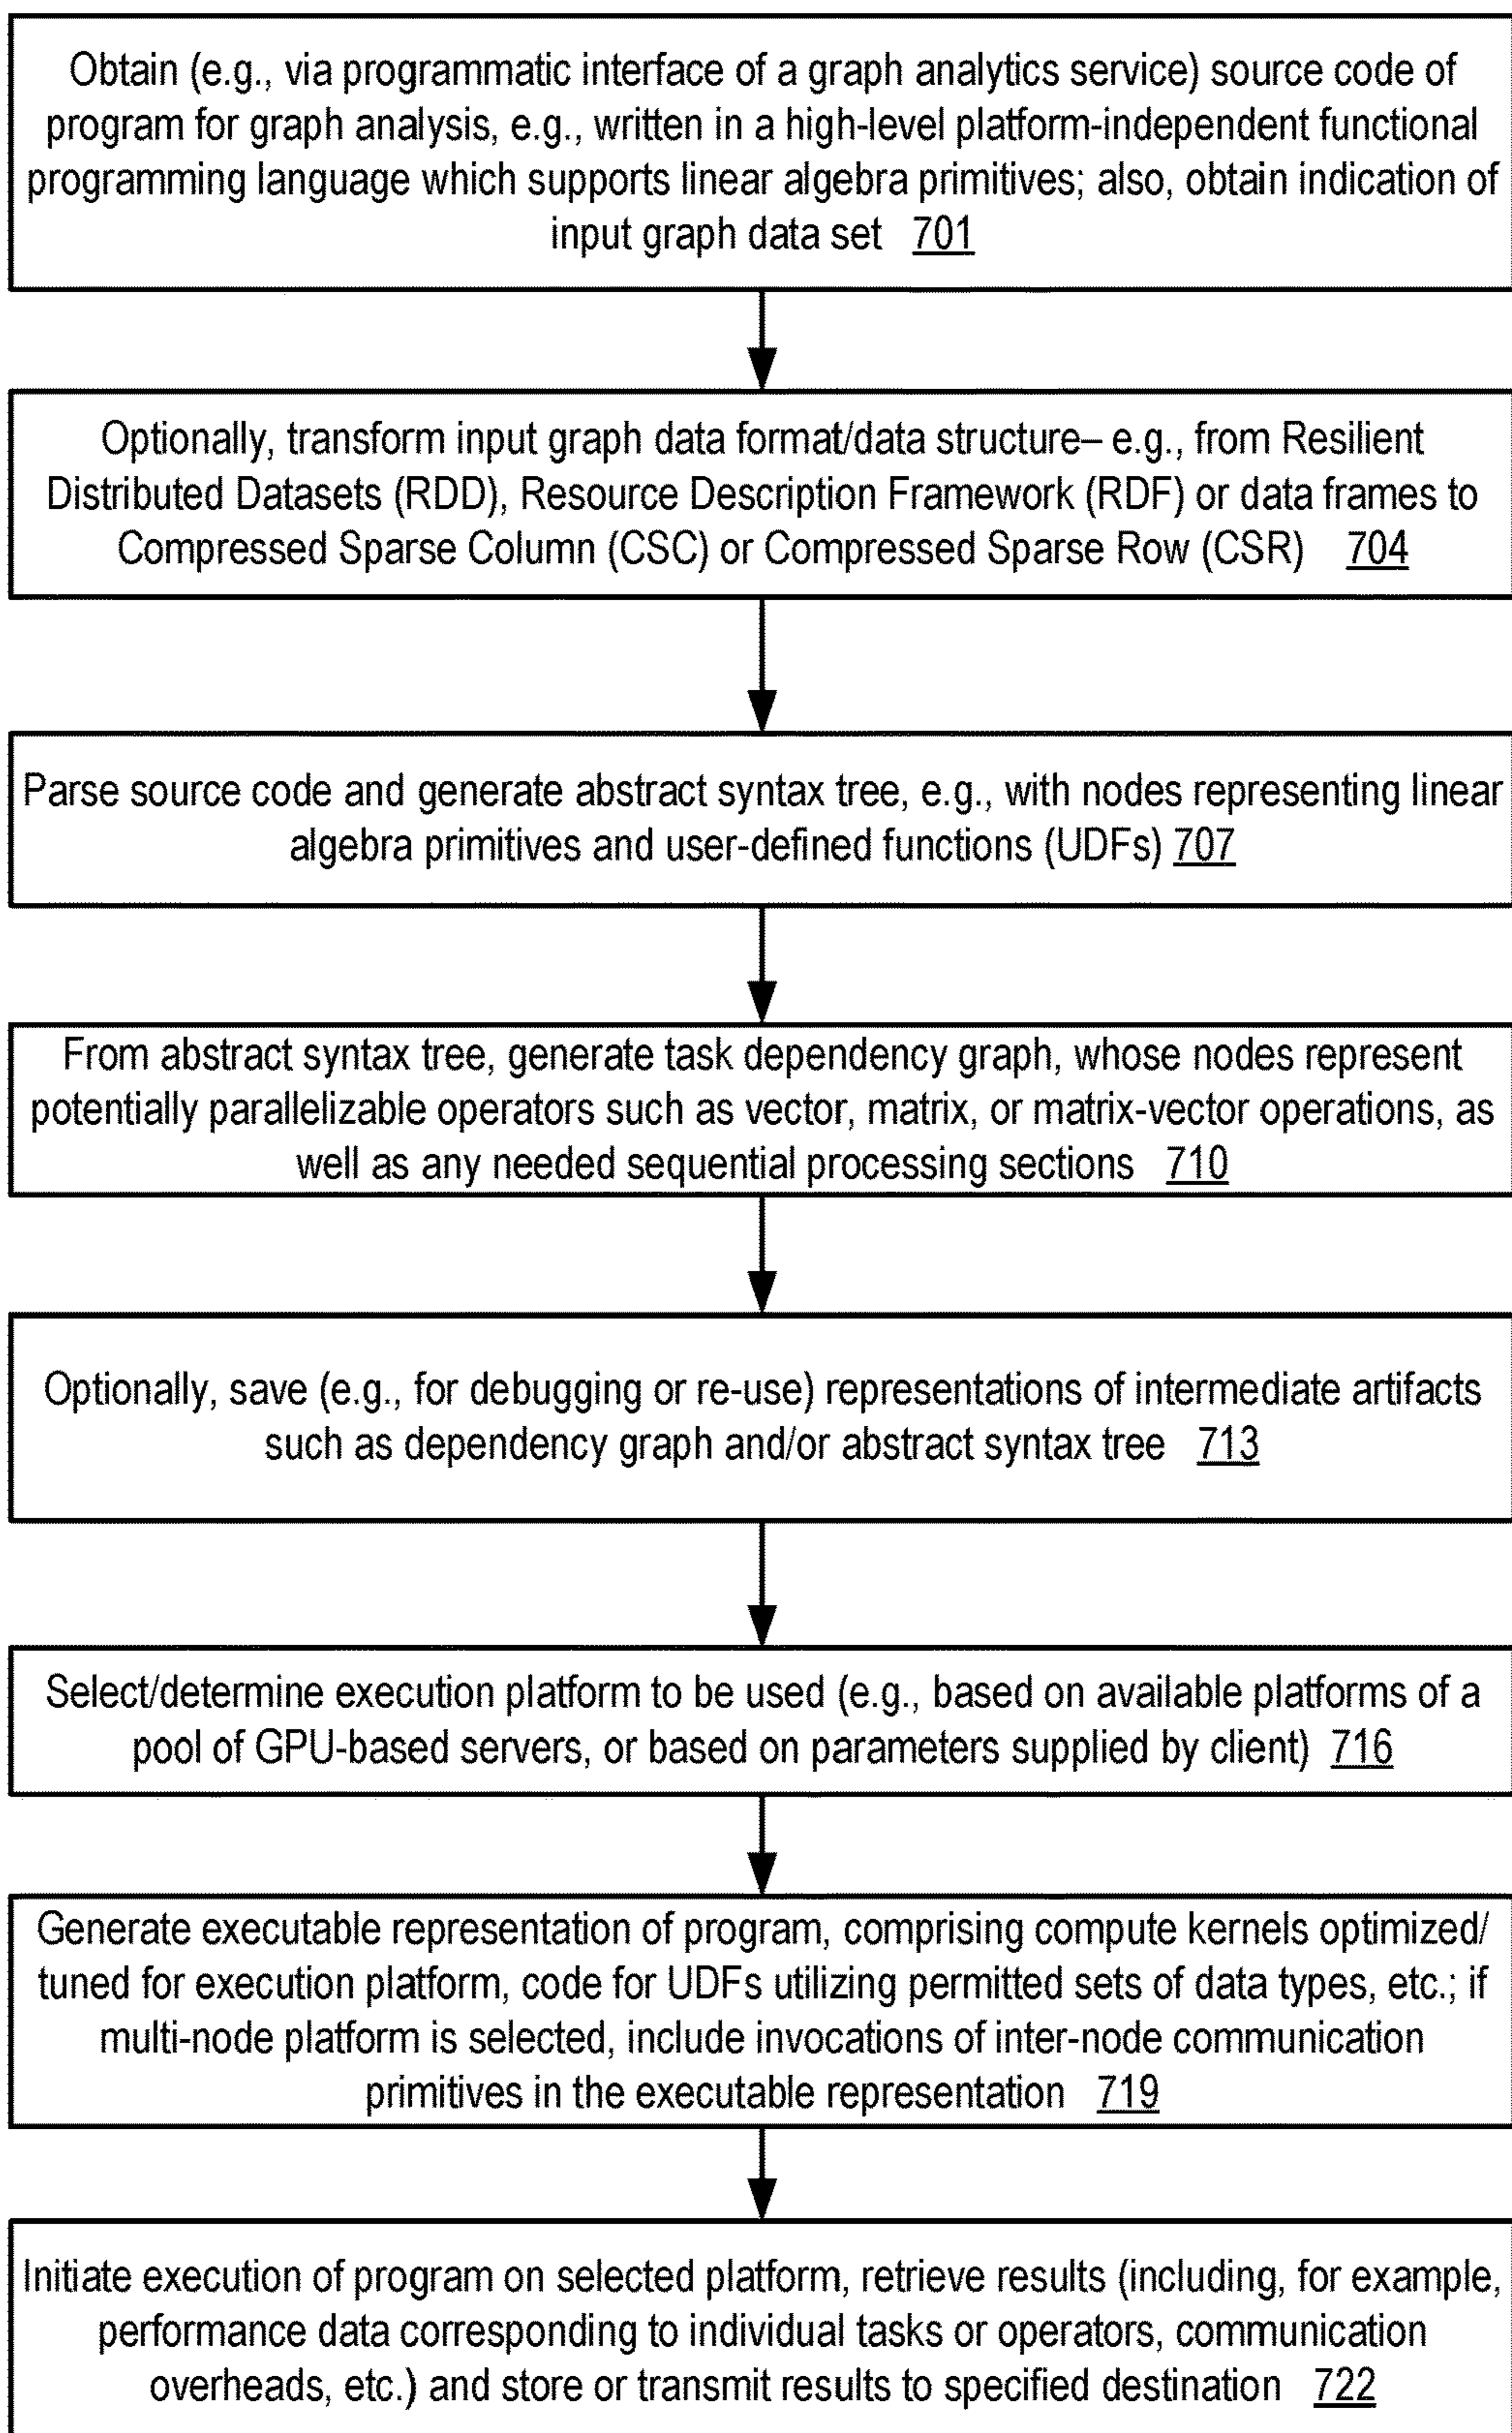 Obtain (e.g., via programmatic interface of a graph analytics service) source code of
program for graph analysis, e.g., written in a high-level platform-independent functional
programming language which supports linear algebra primitives; also, obtain indication of
input graph data set 701
Optionally, transform input graph data format/data structure– e.g., from Resilient
Distributed Datasets (RDD), Resource Description Framework (RDF) or data frames to
Compressed Sparse Column (CSC) or Compressed Sparse Row (CSR) 704
Parse source code and generate abstract syntax tree, e.g., with nodes representing linear
algebra primitives and user-defined functions (UDFs) 707
From abstract syntax tree, generate task dependency graph, whose nodes represent
potentially parallelizable operators such as vector, matrix, or matrix-vector operations, as
well as any needed sequential processing sections 710
Optionally, save (e.g., for debugging or re-use) representations of intermediate artifacts
such as dependency graph and/or abstract syntax tree 713
Select/determine execution platform to be used (e.g., based on available platforms of a
pool of GPU-based servers, or based on parameters supplied by client) 716
Generate executable representation of program, comprising compute kernels optimized/
tuned for execution platform, code for UDFs utilizing permitted sets of data types, etc.; if
multi-node platform is selected, include invocations of inter-node communication
primitives in the executable representation 719
Initiate execution of program on selected platform, retrieve results (including, for example,
performance data corresponding to individual tasks or operators, communication
overheads, etc.) and store or transmit results to specified destination 722